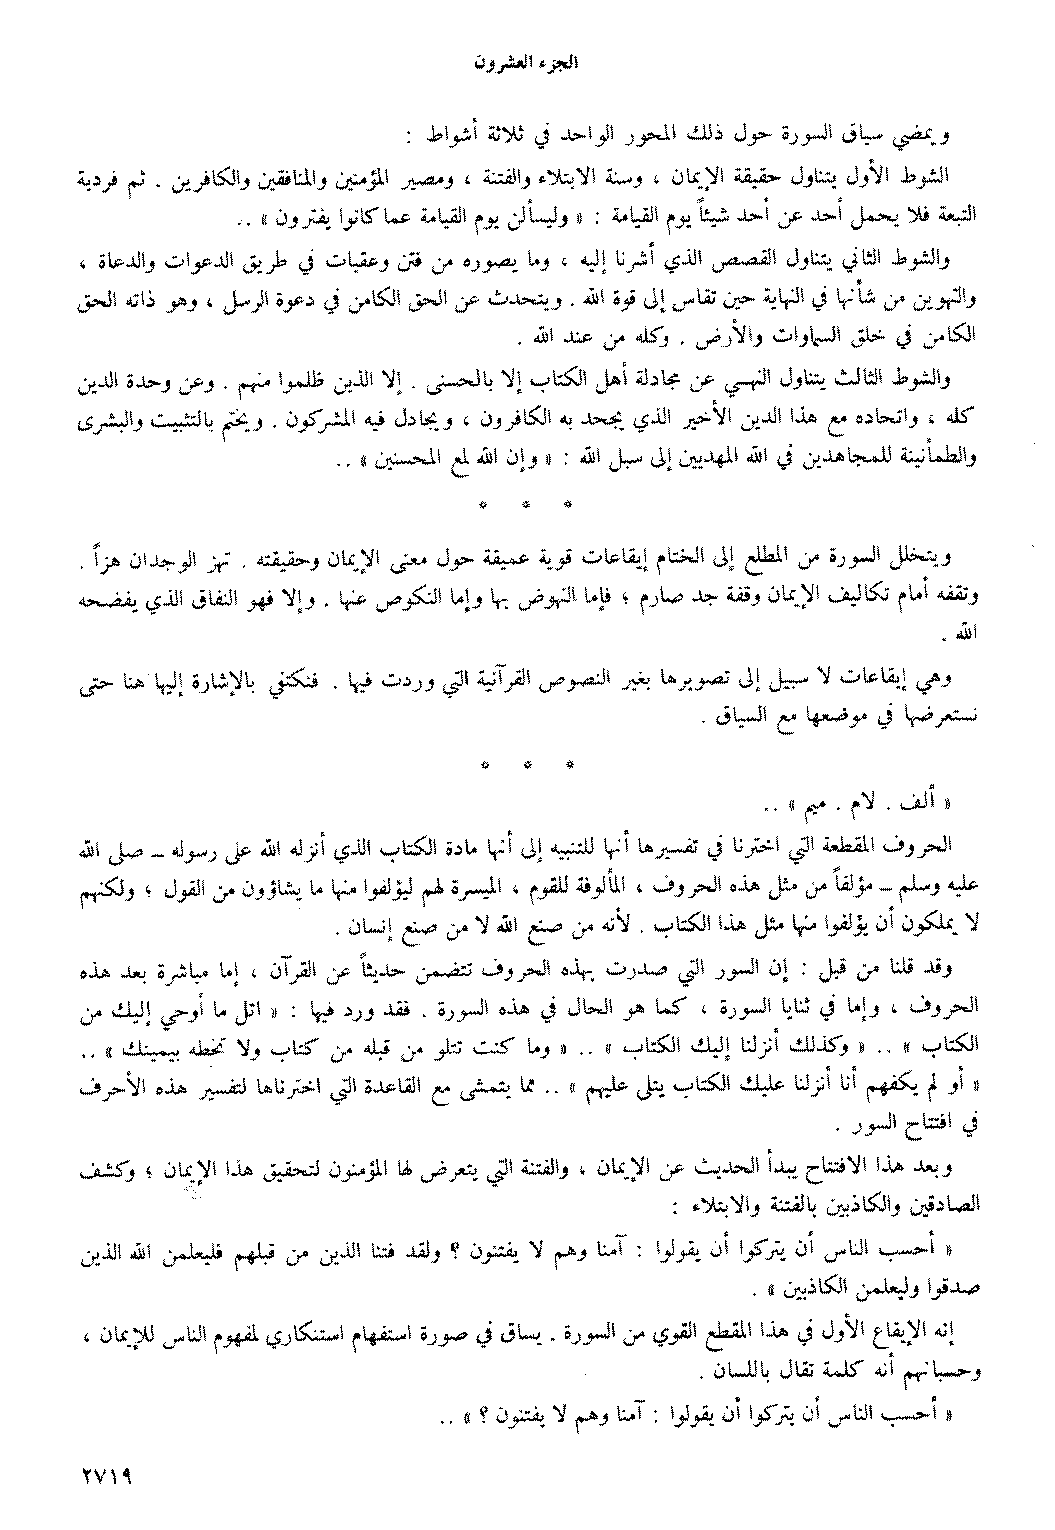 الجزء العشرون
ويمضي سياق السورة حول ذلك المحور الواحد في ثلاثة أشواط :
الشوط الأول يتناول حقيقة الإيمان ، وسنة الابتلاء والفتنة ، ومصير المؤمنين والمنافقين والكافرين . ثم فردية
التبعة فلا يحمل أحد عن أحد شيئاً يوم القيامة : « وليسألن يوم القيامة عما كانوا يفترون » ..
والشوط الثاني يتناول القصص الذي أشرنا إليه ، وما يصوره من فتن وعقبات في طريق الدعوات والدعاة ،
والتهوين من شأنها في النهاية حين تقاس إلى قوة الله . ويتحدث عن الحق الكامن في دعوة الرسل ، وهو ذاته الحق
الكامن في خلق السماوات والأرض . وكله من عند الله .
والشوط الثالث يتناول النهي عن مجادلة أهل الكتاب إلا بالحسنى . إلا الذين ظلموا منهم . وعن وحدة الدين
كله ، واتحاده مع هذا الدين الأخير الذي يجحد به الكافرون ، ويجادل فيه المشركون . ويختم بالتثبيت والبشرى
والطمأنينة للمجاهدين في الله المهديين إلى سبل الله : « وإن الله لمع المحسنين » ..
* * *
ويتخلل السورة من المطلع إلى الختام إيقاعات قوية عميقة حول معنى الإيمان وحقيقته . تهز الوجدان هزاً .
وتقفه أمام تكاليف الإيمان وقفة جد صارم ؛ فإما النهوض بها وإما النكوص عنها . وإلا فهو النفاق الذي يفضحه
الله .
وهي إيقاعات لا سبيل إلى تصويرها بغير النصوص القرآنية التي وردت فيها . فنكتفي بالإشارة إليها هنا حتى
نستعرضها في موضعها مع السياق .
* * *
« ألف . لام . ميم » ..
الحروف المقطعة التي اخترنا في تفسيرها أنها للتنبيه إلى أنها مادة الكتاب الذي أنزله الله على رسوله – صلى الله
عليه وسلم – مؤلفاً من مثل هذه الحروف ، المألوفة للقوم ، الميسرة لهم ليؤلفوا منها ما يشاؤون من القول ؛ ولكنهم
لا يملكون أن يؤلفوا منها مثل هذا الكتاب . لأنه من صنع الله لا من صنع إنسان .
وقد قلنا من قبل : إن السور التي صدرت بهذه الحروف تتضمن حديثاً عن القرآن ، إما مباشرة بعد هذه
الحروف ، وإما في ثنايا السورة ، كما هو الحال في هذه السورة . فقد ورد فيها : « اتل ما أوحي إليك من
الكتاب » .. « وكذلك أنزلنا إليك الكتاب » .. « وما كنت تتلو من قبله من كتاب ولا تخطه بيمينك » ..
« أو لم يكفهم أنا أنزلنا عليك الكتاب يتلى عليهم » .. مما يتمشى مع القاعدة التي اخترناها لتفسير هذه الأحرف
في افتتاح السور .
وبعد هذا الافتتاح يبدأ الحديث عن الإيمان ، والفتنة التي يتعرض لها المؤمنون لتحقيق هذا الإيمان ؛ وكشف
الصادقين والكاذبين بالفتنة والابتلاء :
« أحسب الناس أن يتركوا أن يقولوا : آمنا وهم لا يفتنون ؟ ولقد فتنا الذين من قبلهم فليعلمن الله الذين
صدقوا وليعلمن الكاذبين » .
إنه الإيقاع الأول في هذا المقطع القوي من السورة . يساق في صورة استفهام استنكاري لمفهوم الناس للإيمان ،
وحسبانهم أنه كلمة تقال باللسان .
« أحسب الناس أن يتركوا أن يقولوا : آمنا وهم لا يفتنون ؟ » ..
٢٧١٩